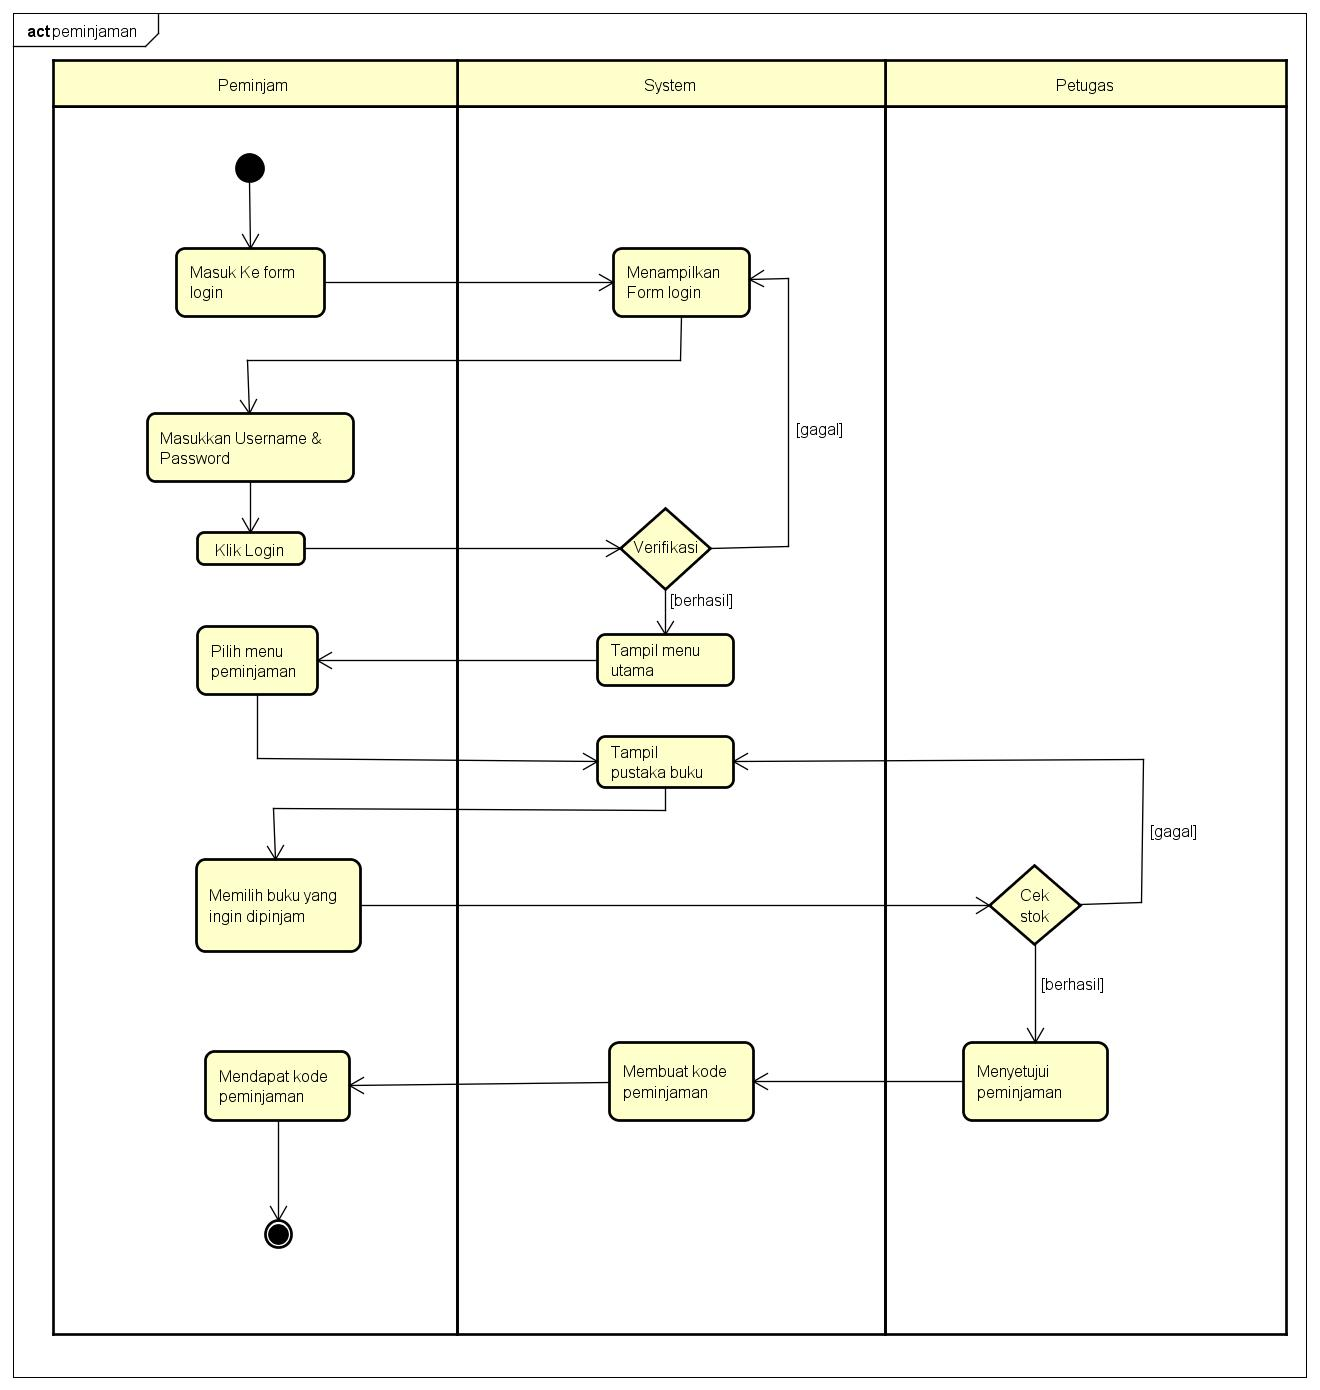 act peminjaman
Peminjam
System
Petugas
Masuk Ke form
login
Menampilkan
Form login
Masukkan Username &
Password
[gagal]
Klik Login
Verifikasi
[berhasil]
Pilih menu
peminjaman
Tampil menu
utama
Tampil
pustaka buku
[gagal]
Memilih buku yang
ingin dipinjam
Cek
stok
[berhasil]
Mendapat kode
peminjaman
Membuat kode
peminjaman
Menyetujui
peminjaman